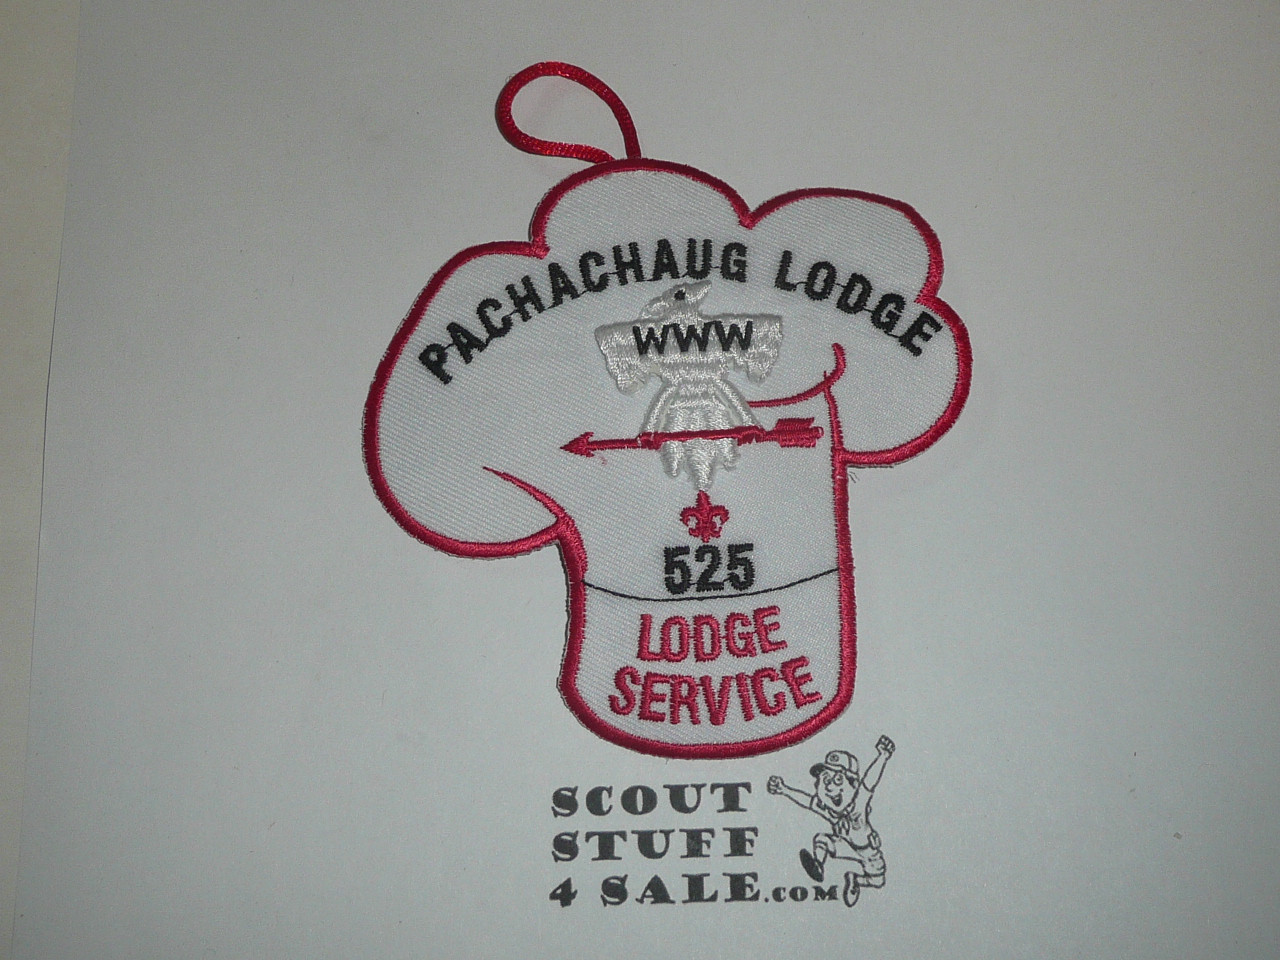 PACHACHAUG LODGE
WWW
525
LODGE
SERVICE
SCOUT
STUFF
4 SALE.COM